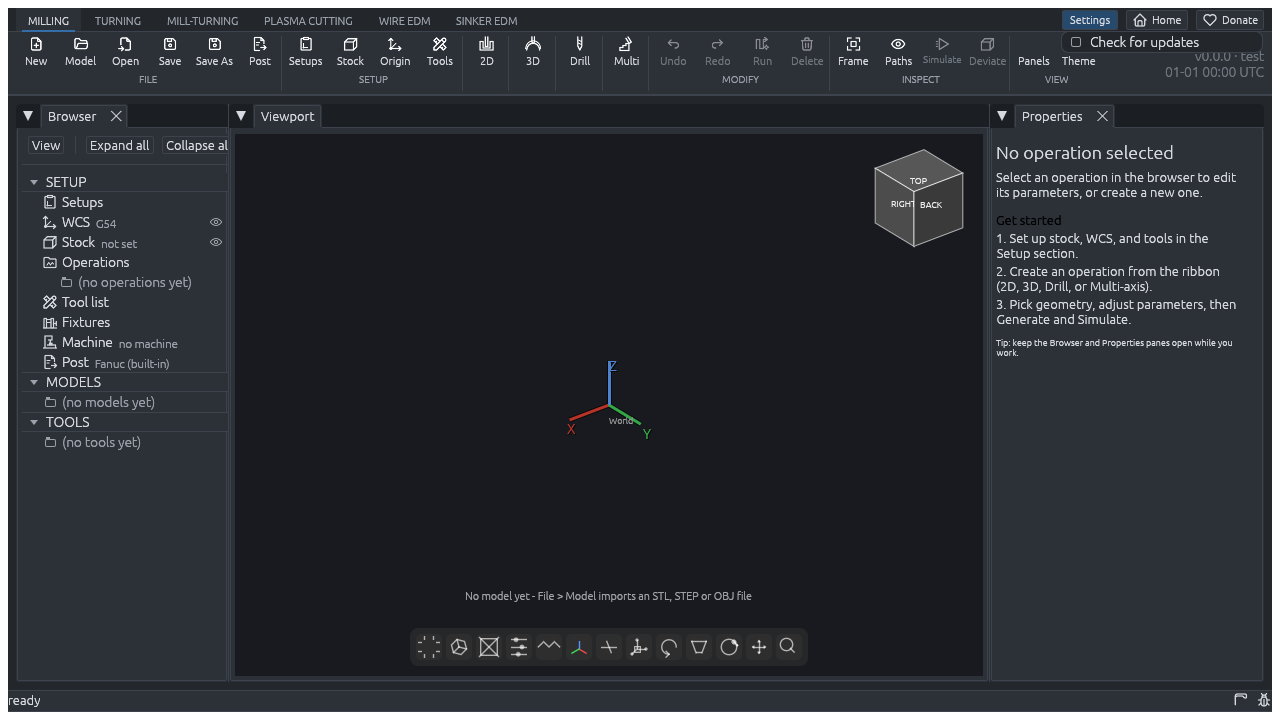 MILLING TURNING MILL-TURNING PLASMA CUTTING WIRE EDM SINKER EDM Settings Home Donate
New Model Open Save Save As Post Setups Stock Origin Tools 2D 3D Drill Multi Undo Redo Run Delete Frame Paths Simulate Deviate Panels Theme
Check for updates
v0.0.0 · test
01-01 00:00 UTC
FILE SETUP MODIFY INSPECT VIEW
Browser
View Expand all Collapse al
SETUP
Setups
WCS G54
Stock not set
Operations
(no operations yet)
Tool list
Fixtures
Machine no machine
Post Fanuc (built-in)
MODELS
(no models yet)
TOOLS
(no tools yet)
Viewport
TOP
RIGHT BACK
Z
World
X
Y
No model yet - File > Model imports an STL, STEP or OBJ file
Properties
No operation selected
Select an operation in the browser to edit
its parameters, or create a new one.
Get started
1. Set up stock, WCS, and tools in the
Setup section.
2. Create an operation from the ribbon
(2D, 3D, Drill, or Multi-axis).
3. Pick geometry, adjust parameters, then
Generate and Simulate.
Tip: keep the Browser and Properties panes open while you
work.
ready